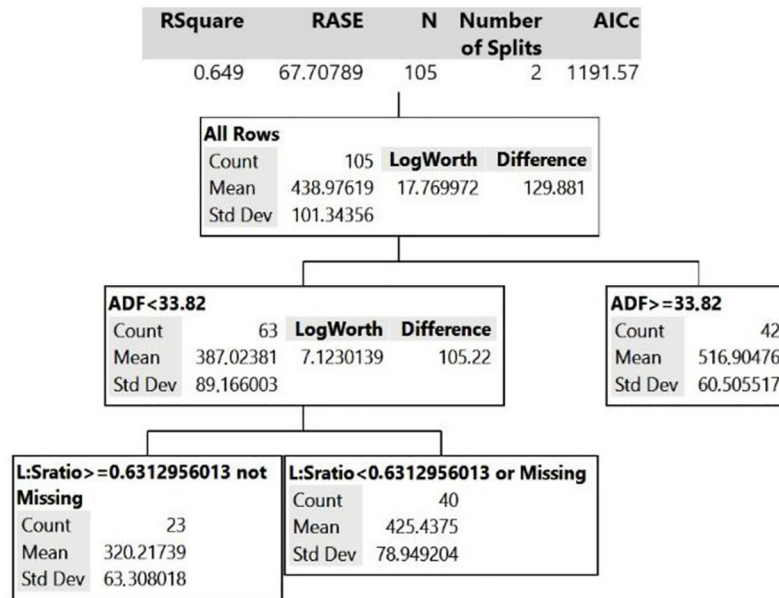 RSquare RASE N Number of Splits AICc
0.649 67.70789 105 2 1191.57
All Rows
Count 105 LogWorth Difference
Mean 438.97619 17.769972 129.881
Std Dev 101.34356
ADF<33.82
Count 63 LogWorth Difference
Mean 387.02381 7.1230139 105.22
Std Dev 89.166003
ADF>=33.82
Count 42
Mean 516.90476
Std Dev 60.505517
L:Sratio>=0.6312956013 not
Missing
Count 23
Mean 320.21739
Std Dev 63.308018
L:Sratio<0.6312956013 or Missing
Count 40
Mean 425.4375
Std Dev 78.949204